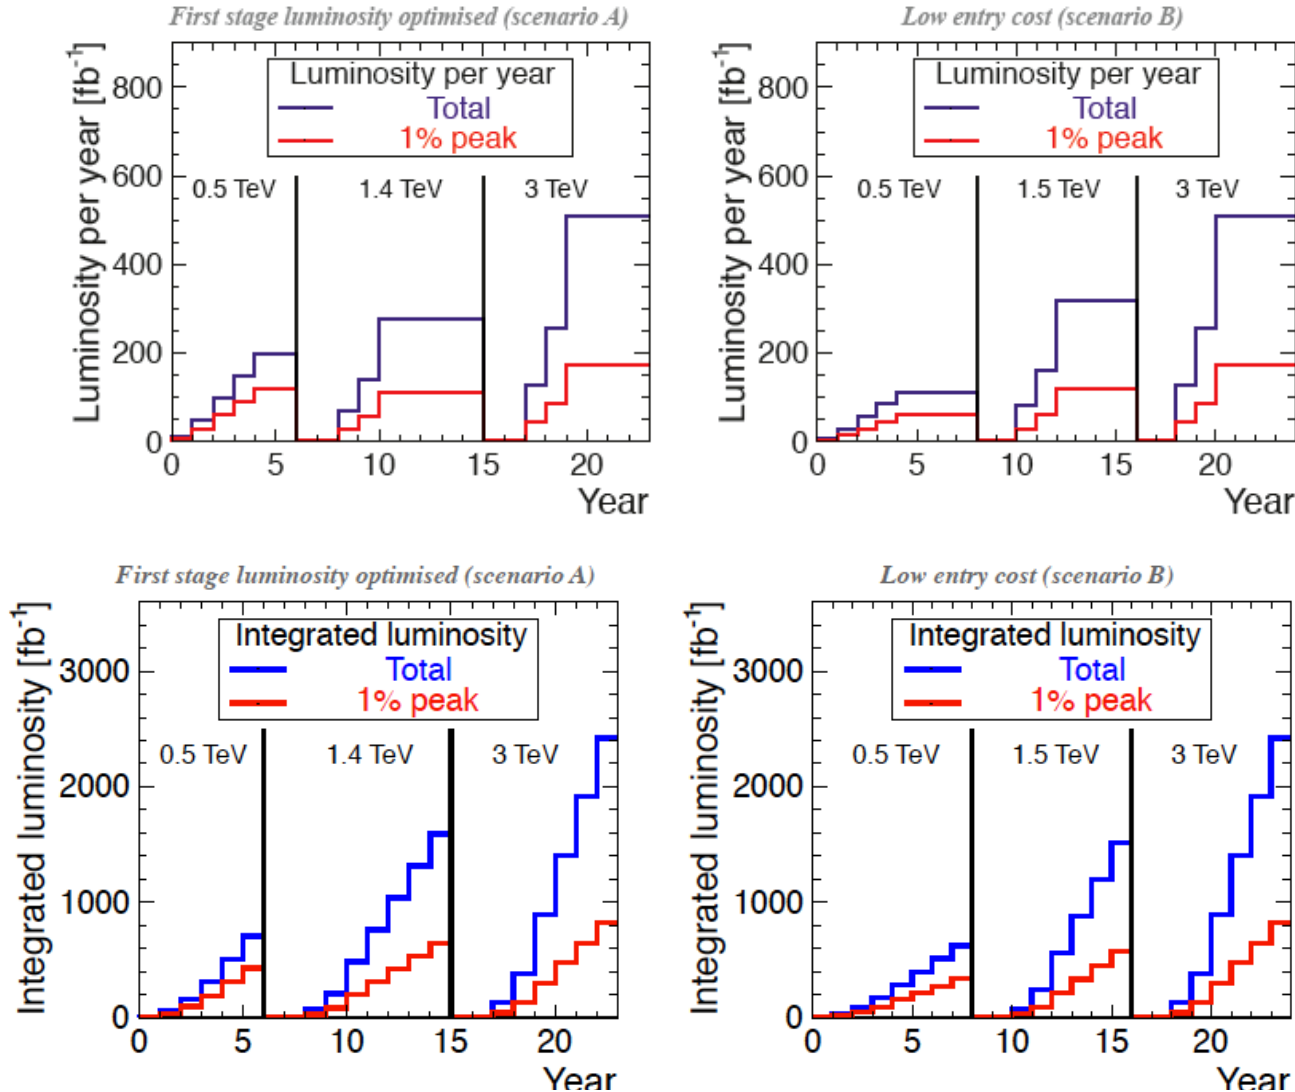 First stage luminosity optimised (scenario A)
Luminosity per year [fb⁻¹]
800
600
400
200
0
Luminosity per year
Total
1% peak
0.5 TeV 1.4 TeV 3 TeV
0 5 10 15 20
Year
Low entry cost (scenario B)
Luminosity per year [fb⁻¹]
800
600
400
200
0
Luminosity per year
Total
1% peak
0.5 TeV 1.5 TeV 3 TeV
0 5 10 15 20
Year
First stage luminosity optimised (scenario A)
Integrated luminosity [fb⁻¹]
3000
2000
1000
0
Integrated luminosity
Total
1% peak
0.5 TeV 1.4 TeV 3 TeV
0 5 10 15 20
Year
Low entry cost (scenario B)
Integrated luminosity [fb⁻¹]
3000
2000
1000
0
Integrated luminosity
Total
1% peak
0.5 TeV 1.5 TeV 3 TeV
0 5 10 15 20
Year